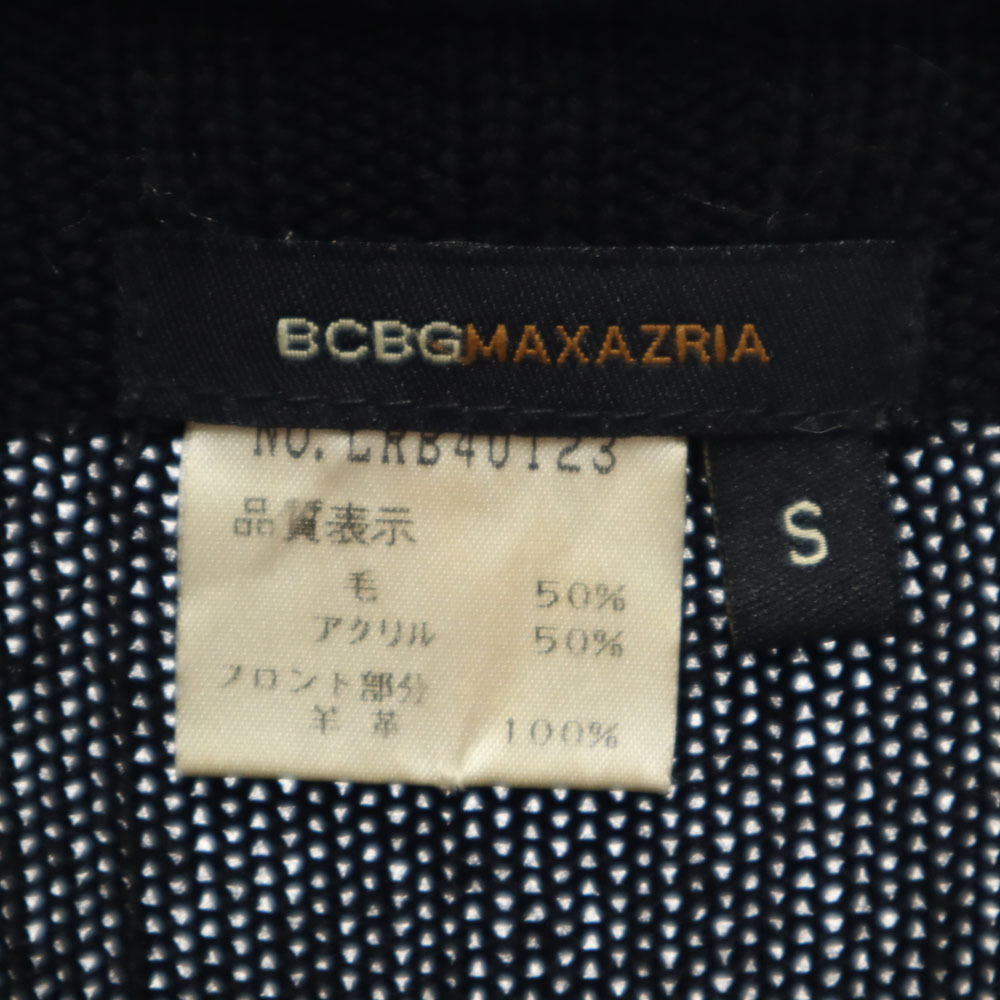 BCBGMAXAZRIA
S
NO.LRB40123
品質表示
毛 50%
アクリル 50%
フロント部分
羊革 100%